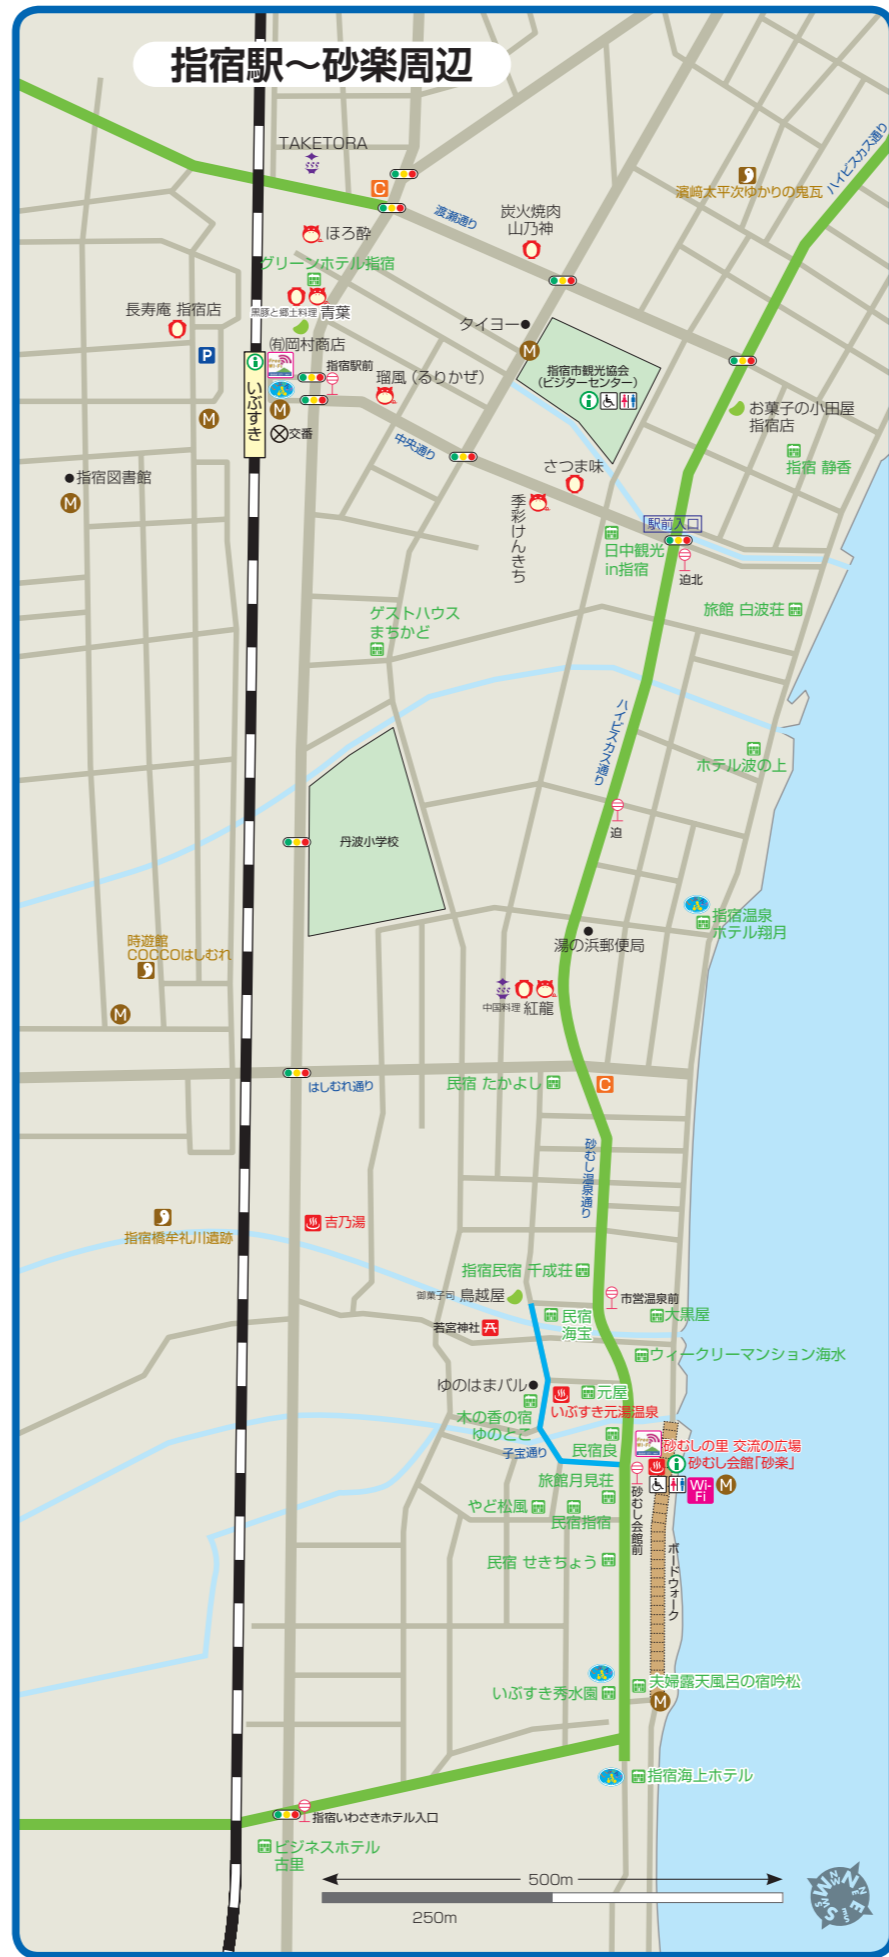 指宿駅～砂楽周辺
TAKETORA
C
渡瀬通り
炭火焼肉
山乃神
濱﨑太平次ゆかりの鬼瓦
ハイビスカス通り
ほろ酔
グリーンホテル指宿
黒豚と郷土料理 青葉
長寿庵 指宿店
P
㈲岡村商店
指宿駅前
いぶすき
M
M
交番
瑠風（るりかぜ）
タイヨー
M
指宿市観光協会
（ビジターセンター）
お菓子の小田屋
指宿店
指宿 静香
中央通り
さつま味
季彩けんきち
指宿図書館
M
駅前入口
日中観光
in指宿
迫北
旅館 白波荘
ゲストハウス
まちかど
ハイビスカス通り
ホテル波の上
迫
丹波小学校
指宿温泉
ホテル翔月
湯の浜郵便局
時遊館
COCCOはしむれ
M
中国料理 紅龍
はしむれ通り
民宿 たかよし
C
砂むし温泉通り
指宿橋牟礼川遺跡
吉乃湯
指宿民宿 千成荘
御菓子司 鳥越屋
市営温泉前
民宿
海宝
大黒屋
若宮神社
ウィークリーマンション海水
ゆのはまバル
元屋
いぶすき元湯温泉
木の香の宿
ゆのとこ
子宝通り
民宿良
砂むしの里 交流の広場
砂むし会館「砂楽」
Wi-
Fi
M
旅館月見荘
やど松風
民宿指宿
砂むし会館前
民宿 せきちょう
ボードウォーク
いぶすき秀水園
夫婦露天風呂の宿吟松
M
指宿海上ホテル
指宿いわさきホテル入口
ビジネスホテル
古里
500m
250m